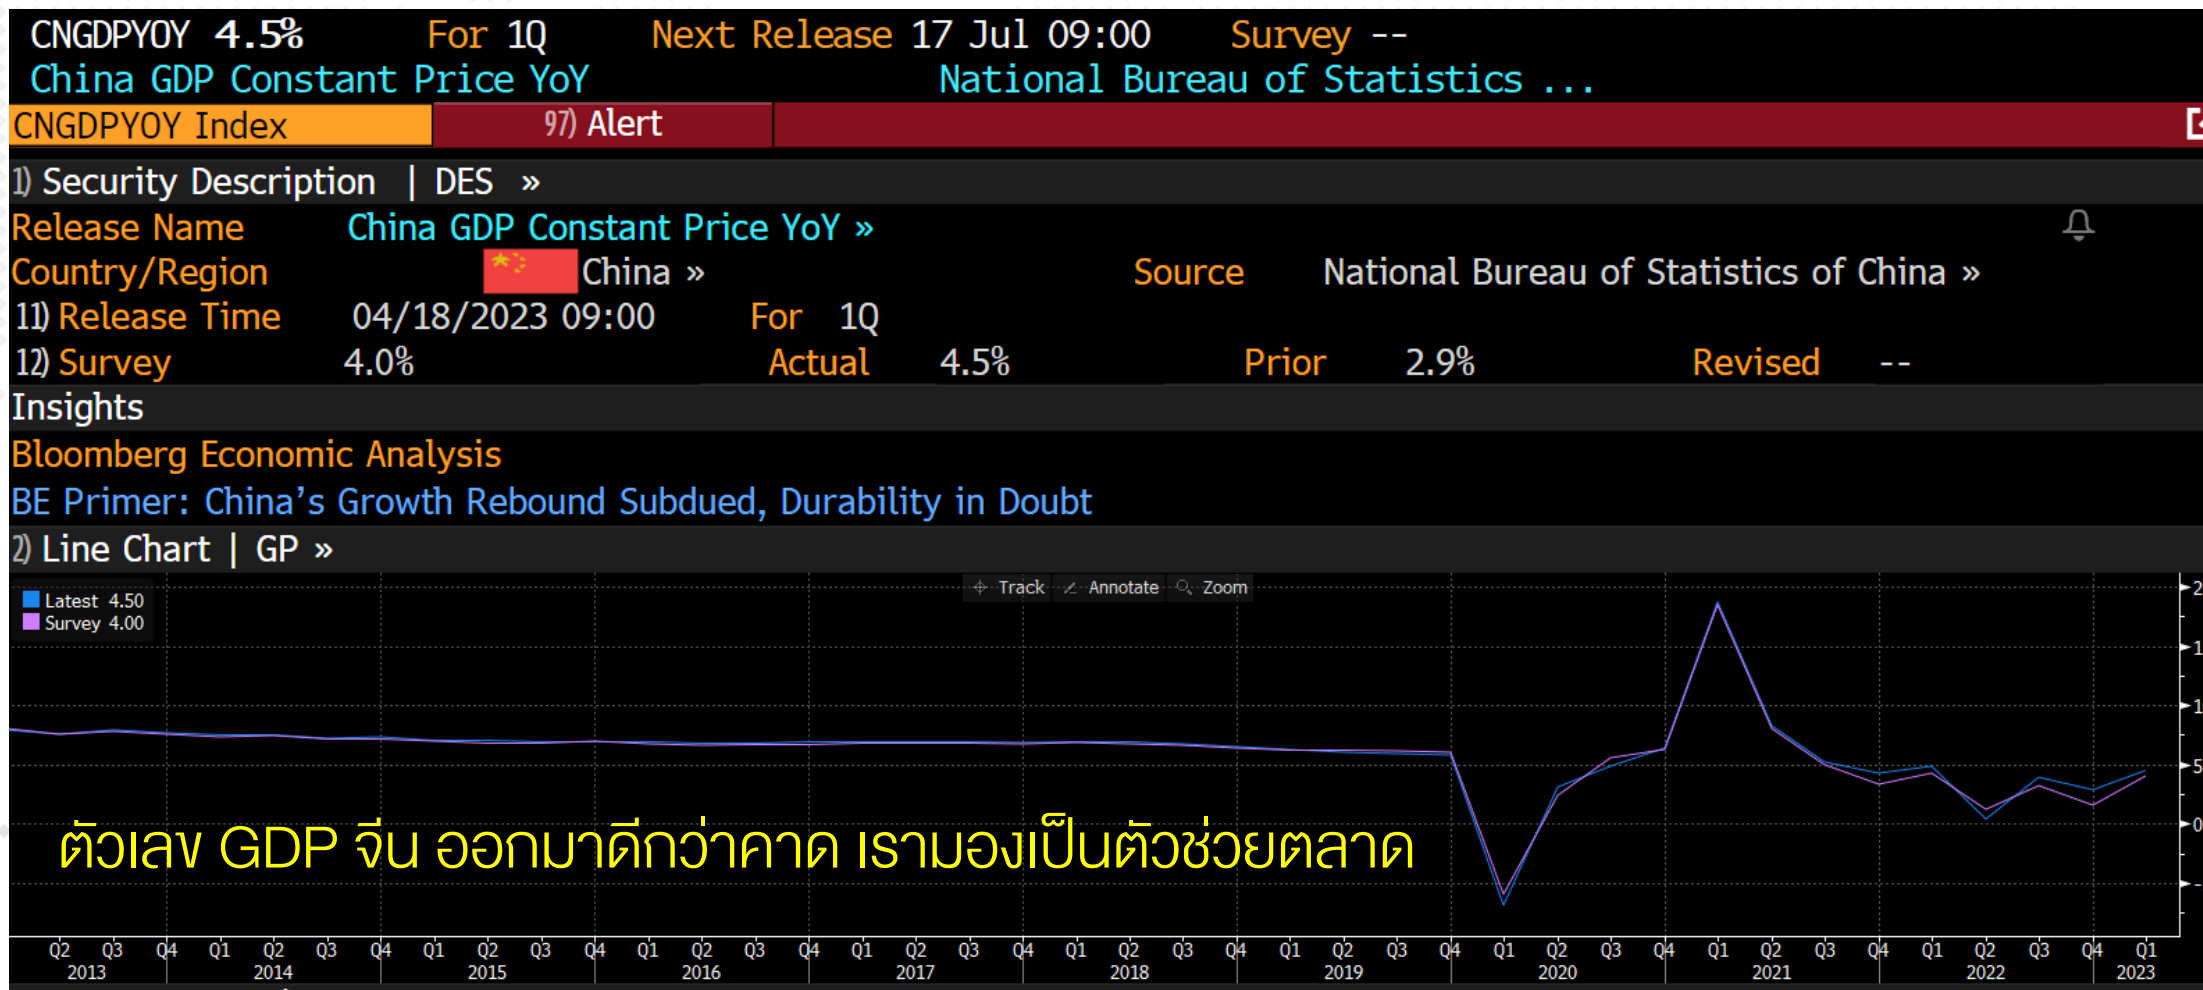 CNGDPYOY 4.5% For 1Q Next Release 17 Jul 09:00 Survey --
China GDP Constant Price YoY National Bureau of Statistics ...
CNGDPYOY Index 97) Alert
1) Security Description | DES »
Release Name China GDP Constant Price YoY »
Country/Region China » Source National Bureau of Statistics of China »
11) Release Time 04/18/2023 09:00 For 1Q
12) Survey 4.0% Actual 4.5% Prior 2.9% Revised --
Insights
Bloomberg Economic Analysis
BE Primer: China's Growth Rebound Subdued, Durability in Doubt
2) Line Chart | GP »
Track Annotate Zoom
Latest 4.50
Survey 4.00
5
0
ตัวเลข GDP จีน ออกมาดีกว่าคาด เรามองเป็นตัวช่วยตลาด
Q2 Q3 Q4 Q1 Q2 Q3 Q4 Q1 Q2 Q3 Q4 Q1 Q2 Q3 Q4 Q1 Q2 Q3 Q4 Q1 Q2 Q3 Q4 Q1 Q2 Q3 Q4 Q1 Q2 Q3 Q4 Q1 Q2 Q3 Q4 Q1 Q2 Q3 Q4 Q1
2013 2014 2015 2016 2017 2018 2019 2020 2021 2022 2023